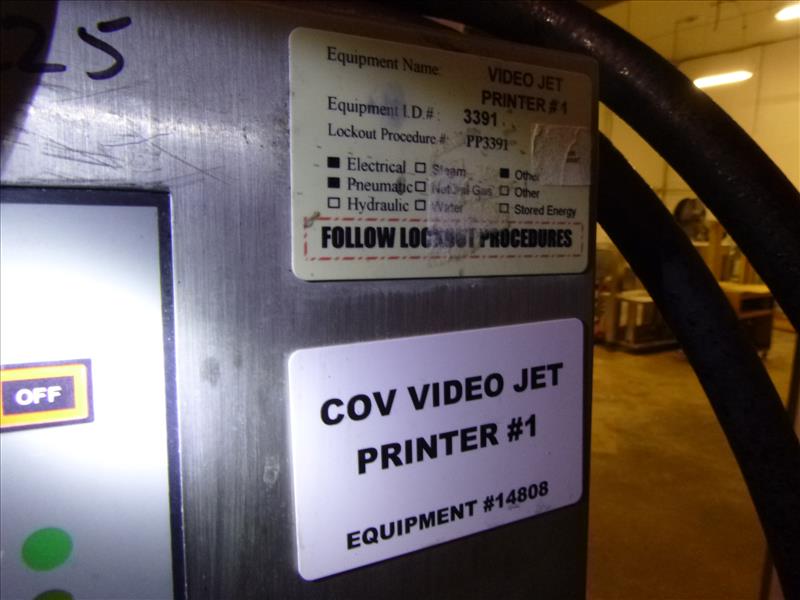 25
Equipment Name:
VIDEO JET
PRINTER #1
Equipment I.D.#: 3391
Lockout Procedure # PP3391
■ Electrical □ Steam ■ Other
■ Pneumatic □ Natural Gas □ Other
□ Hydraulic □ Water □ Stored Energy
FOLLOW LOCKOUT PROCEDURES
OFF
COV VIDEO JET
PRINTER #1
EQUIPMENT #14808